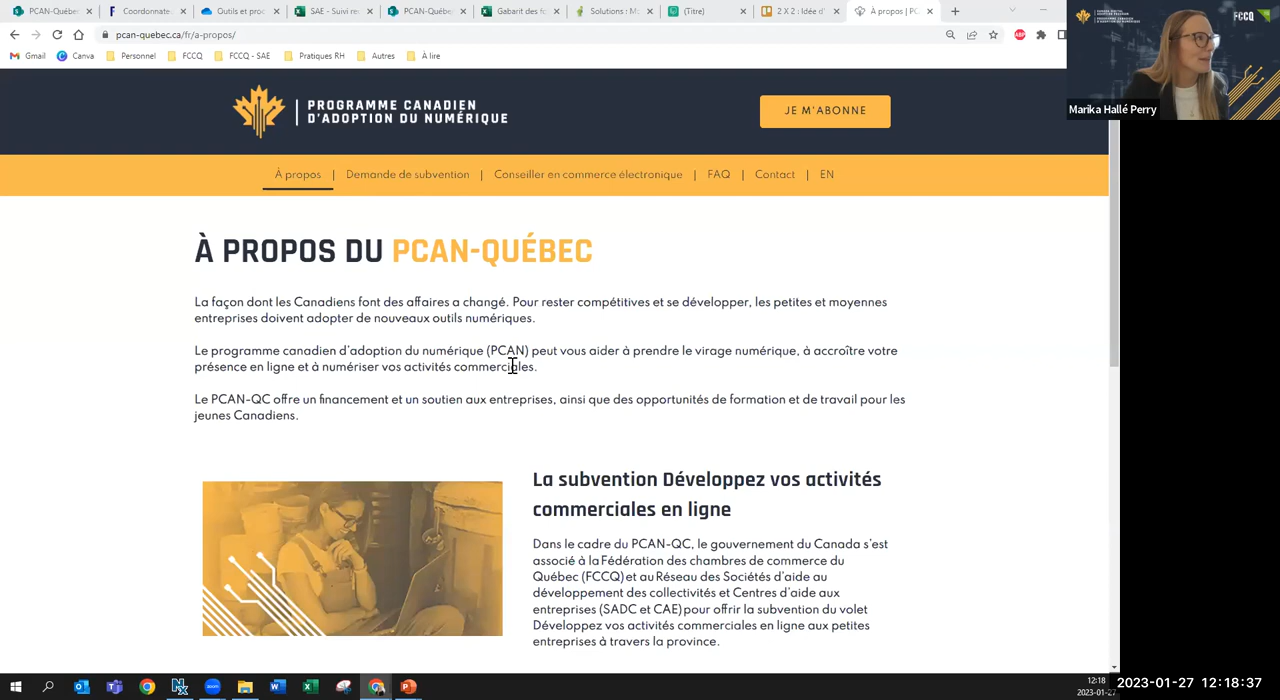 PCAN-Québe
Coordonnate
Outils et proc
SAE - Suivi re
PCAN-Québe
Gabarit des fo
Solutions : Mo
(Titre)
2 X 2 : Idée d'
À propos | PC
pcan-quebec.ca/fr/a-propos/
Gmail
Canva
Personnel
FCCQ
FCCQ - SAE
Pratiques RH
Autres
À lire
FCCQ
Marika Hallé Perry
PROGRAMME CANADIEN
D'ADOPTION DU NUMÉRIQUE
JE M'ABONNE
À propos | Demande de subvention | Conseiller en commerce électronique | FAQ | Contact | EN
À PROPOS DU PCAN-QUÉBEC
La façon dont les Canadiens font des affaires a changé. Pour rester compétitives et se développer, les petites et moyennes
entreprises doivent adopter de nouveaux outils numériques.
Le programme canadien d'adoption du numérique (PCAN) peut vous aider à prendre le virage numérique, à accroître votre
présence en ligne et à numériser vos activités commerciales.
Le PCAN-QC offre un financement et un soutien aux entreprises, ainsi que des opportunités de formation et de travail pour les
jeunes Canadiens.
La subvention Développez vos activités
commerciales en ligne
Dans le cadre du PCAN-QC, le gouvernement du Canada s'est
associé à la Fédération des chambres de commerce du
Québec (FCCQ) et au Réseau des Sociétés d'aide au
développement des collectivités et Centres d'aide aux
entreprises (SADC et CAE) pour offrir la subvention du volet
Développez vos activités commerciales en ligne aux petites
entreprises à travers la province.
12:18
2023-01-27
2023-01-27 12:18:37